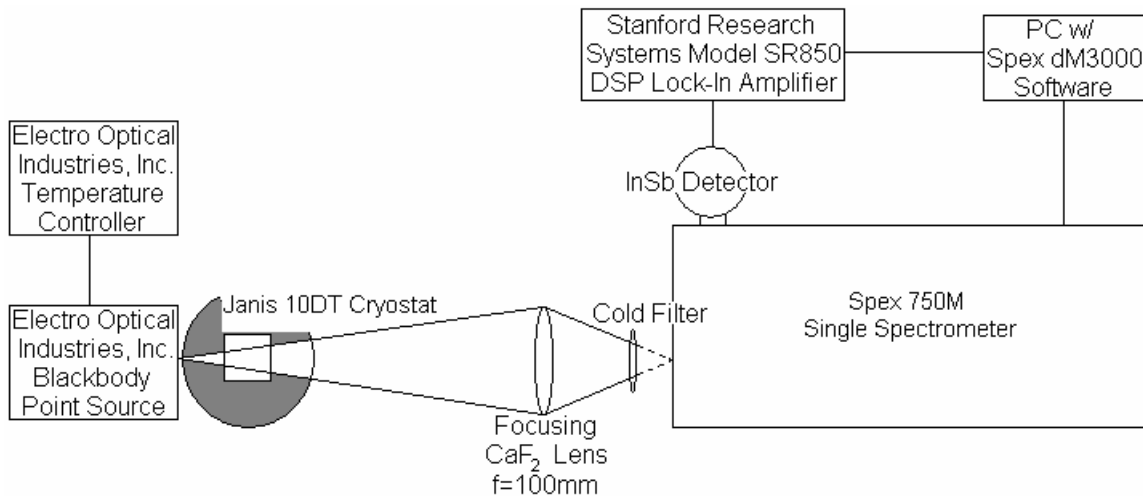 Stanford Research
Systems Model SR850
DSP Lock-In Amplifier
PC w/
Spex dM3000
Software
Electro Optical
Industries, Inc.
Temperature
Controller
InSb Detector
Electro Optical
Industries, Inc.
Blackbody
Point Source
Janis 10DT Cryostat
Cold Filter
Spex 750M
Single Spectrometer
Focusing
CaF₂ Lens
f=100mm